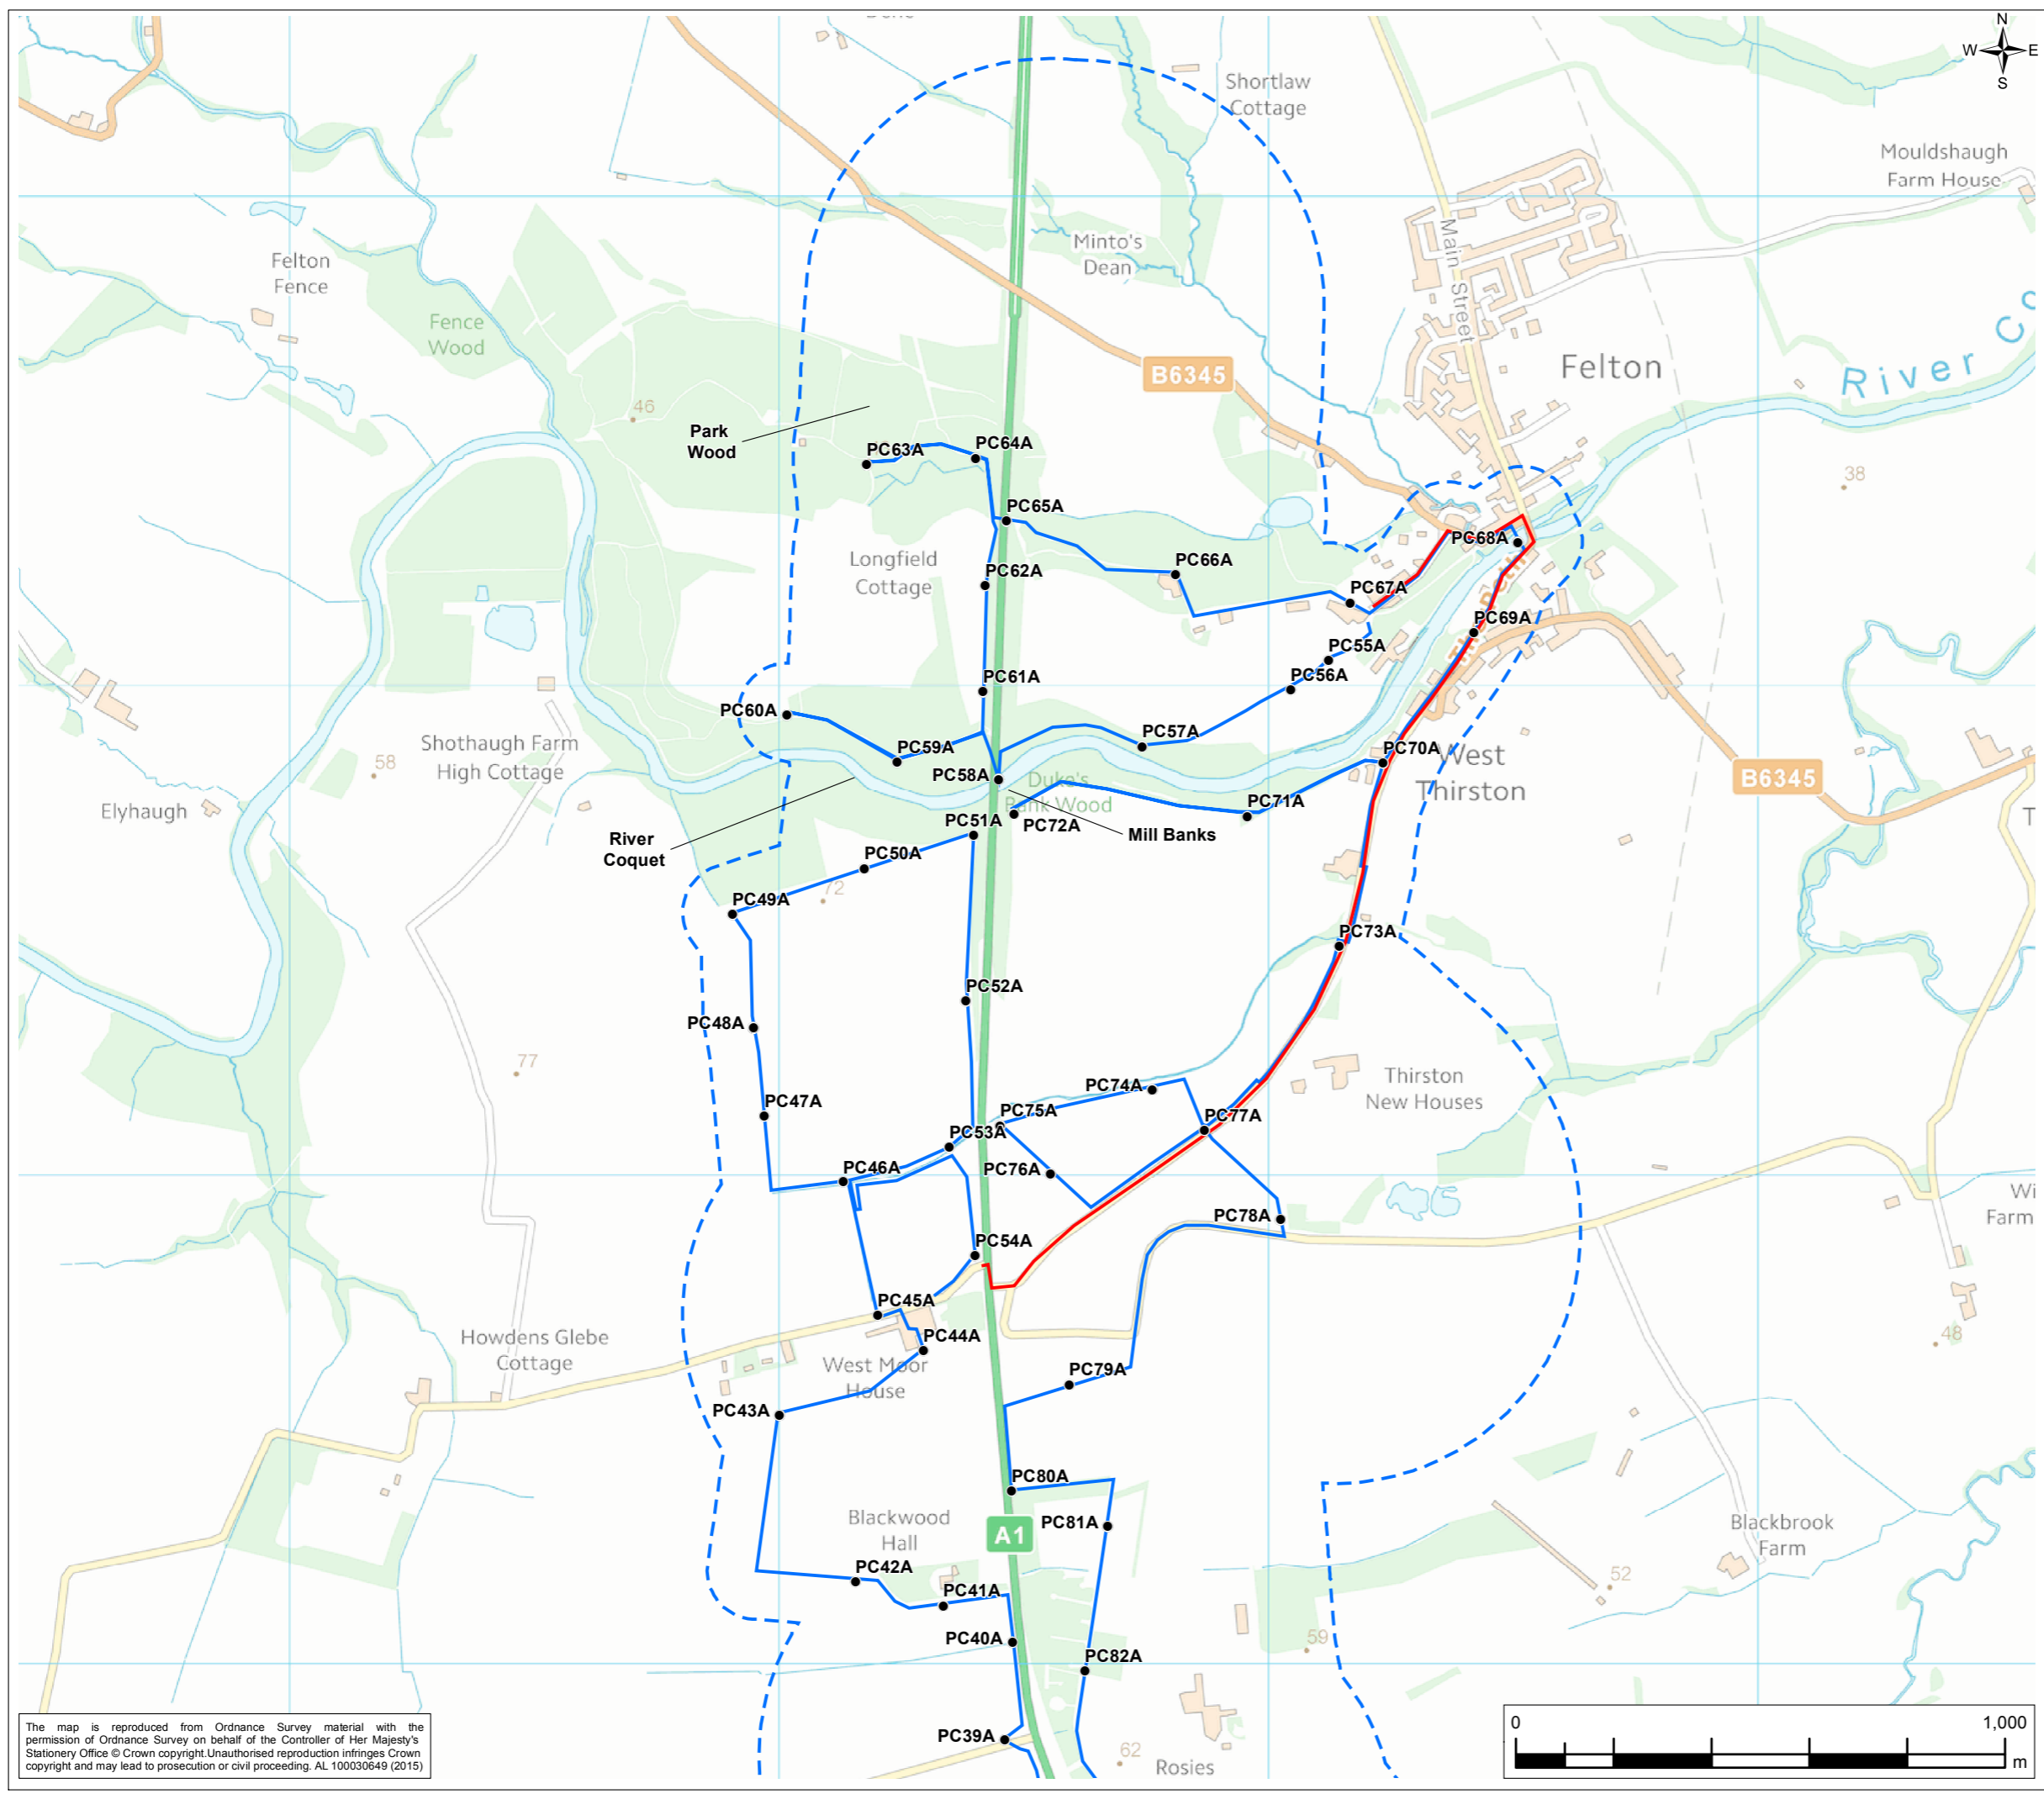 N
W
E
S
Shortlaw
Cottage
Mouldshaugh
Farm House
Main Street
Minto's
Dean
Felton
Fence
Fence
Wood
46
B6345
Felton
River Co
Park
Wood
PC63A
PC64A
38
PC65A
PC68A
Longfield
Cottage
PC62A
PC66A
PC67A
PC69A
PC55A
PC56A
PC61A
PC60A
PC57A
Shothaugh Farm
High Cottage
58
PC59A
PC58A
PC70A
West
Thirston
B6345
Duke's
Bank Wood
Elyhaugh
PC71A
PC72A
Mill Banks
PC51A
River
Coquet
PC50A
72
PC49A
PC73A
PC52A
PC48A
77
Thirston
New Houses
PC74A
PC47A
PC75A
PC77A
PC53A
PC46A
PC76A
Wi
Farm
PC78A
PC54A
PC45A
Howdens Glebe
Cottage
PC44A
48
West Moor
House
PC79A
PC43A
PC80A
Blackwood
Hall
PC81A
A1
Blackbrook
Farm
PC42A
PC41A
52
PC40A
59
PC82A
PC39A
62
Rosies
The map is reproduced from Ordnance Survey material with the
permission of Ordnance Survey on behalf of the Controller of Her Majesty's
Stationery Office © Crown copyright.Unauthorised reproduction infringes Crown
copyright and may lead to prosecution or civil proceeding. AL 100030649 (2015)
0
1,000
m